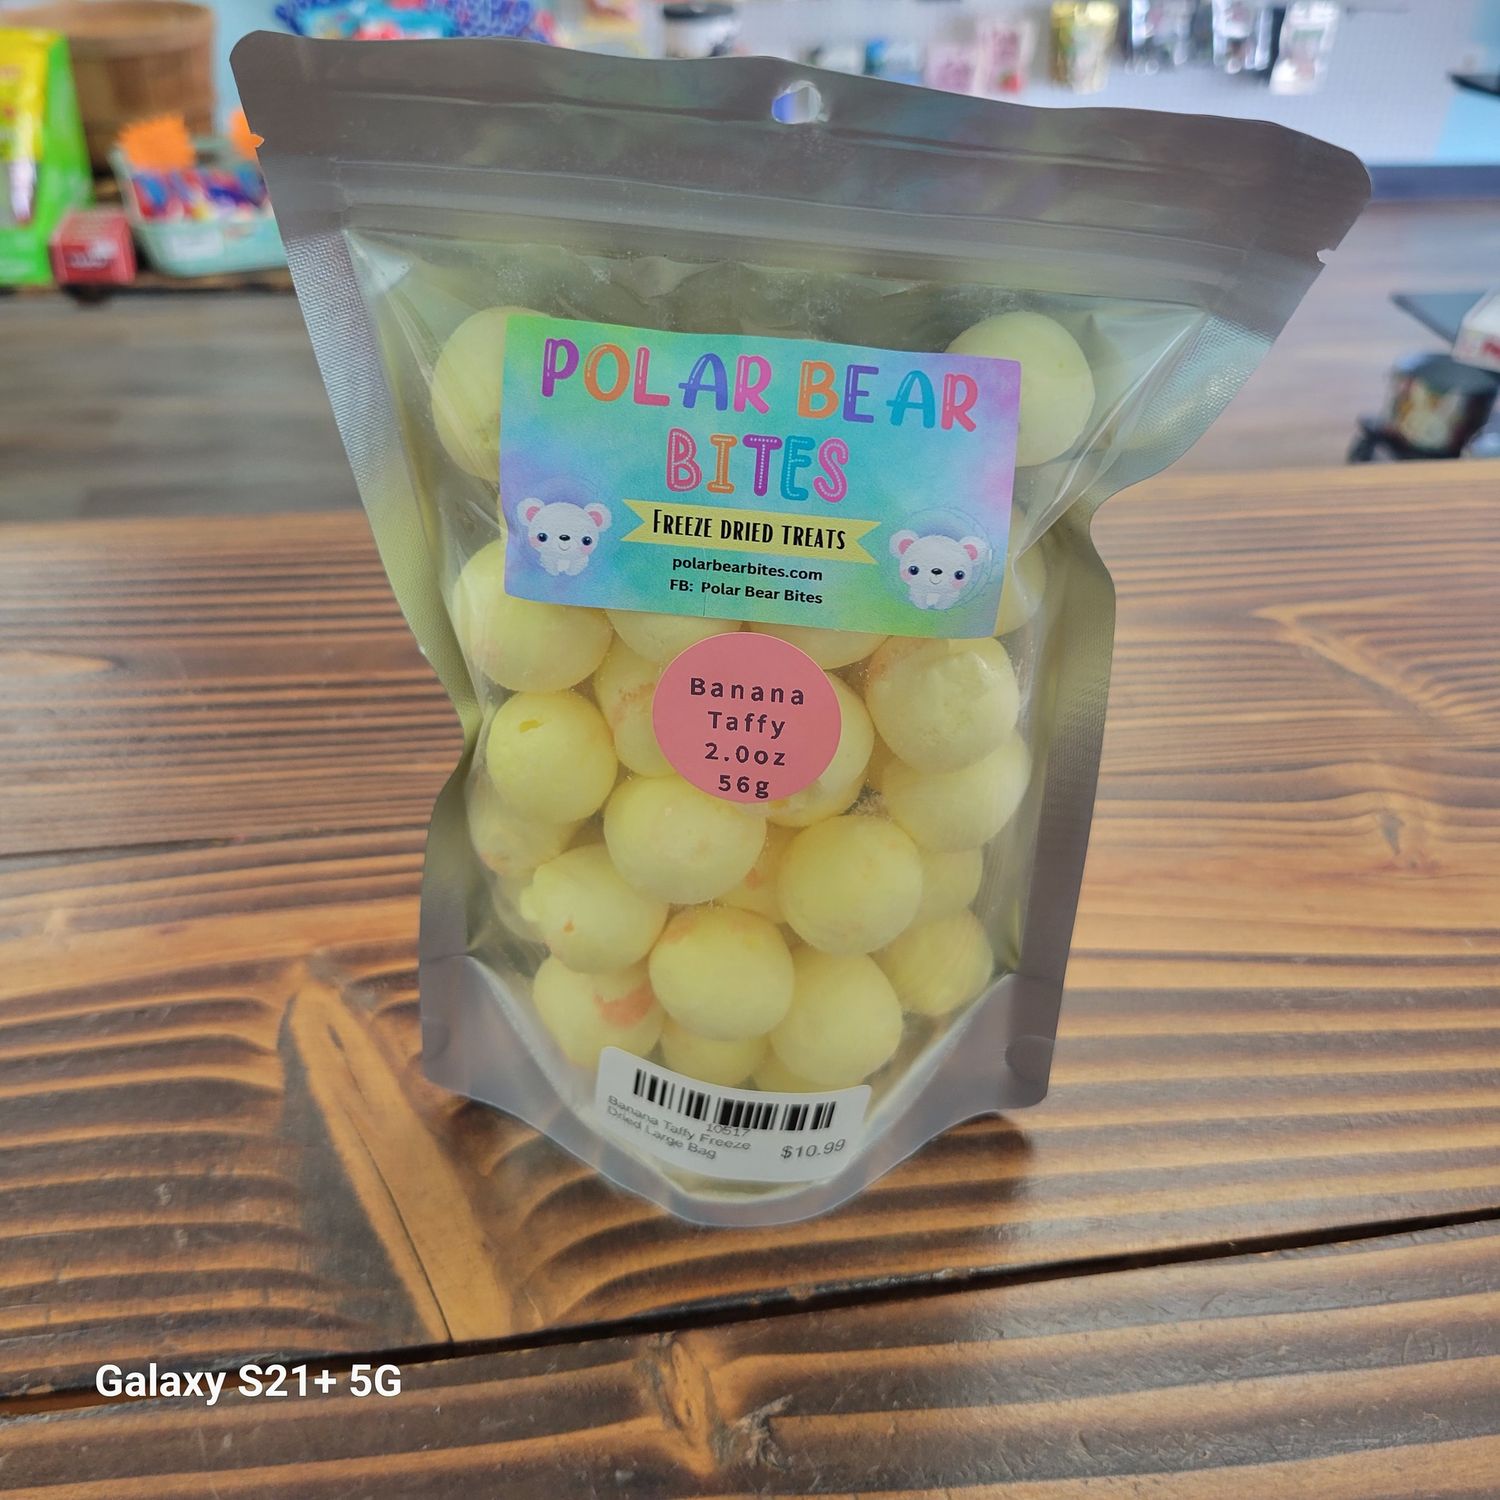 POLAR BEAR
BITES
FREEZE DRIED TREATS
polarbearbites.com
FB: Polar Bear Bites
Banana
Taffy
2.0oz
56g
10517
Banana Taffy Freeze
Dried Large Bag
$10.99
Galaxy S21+ 5G